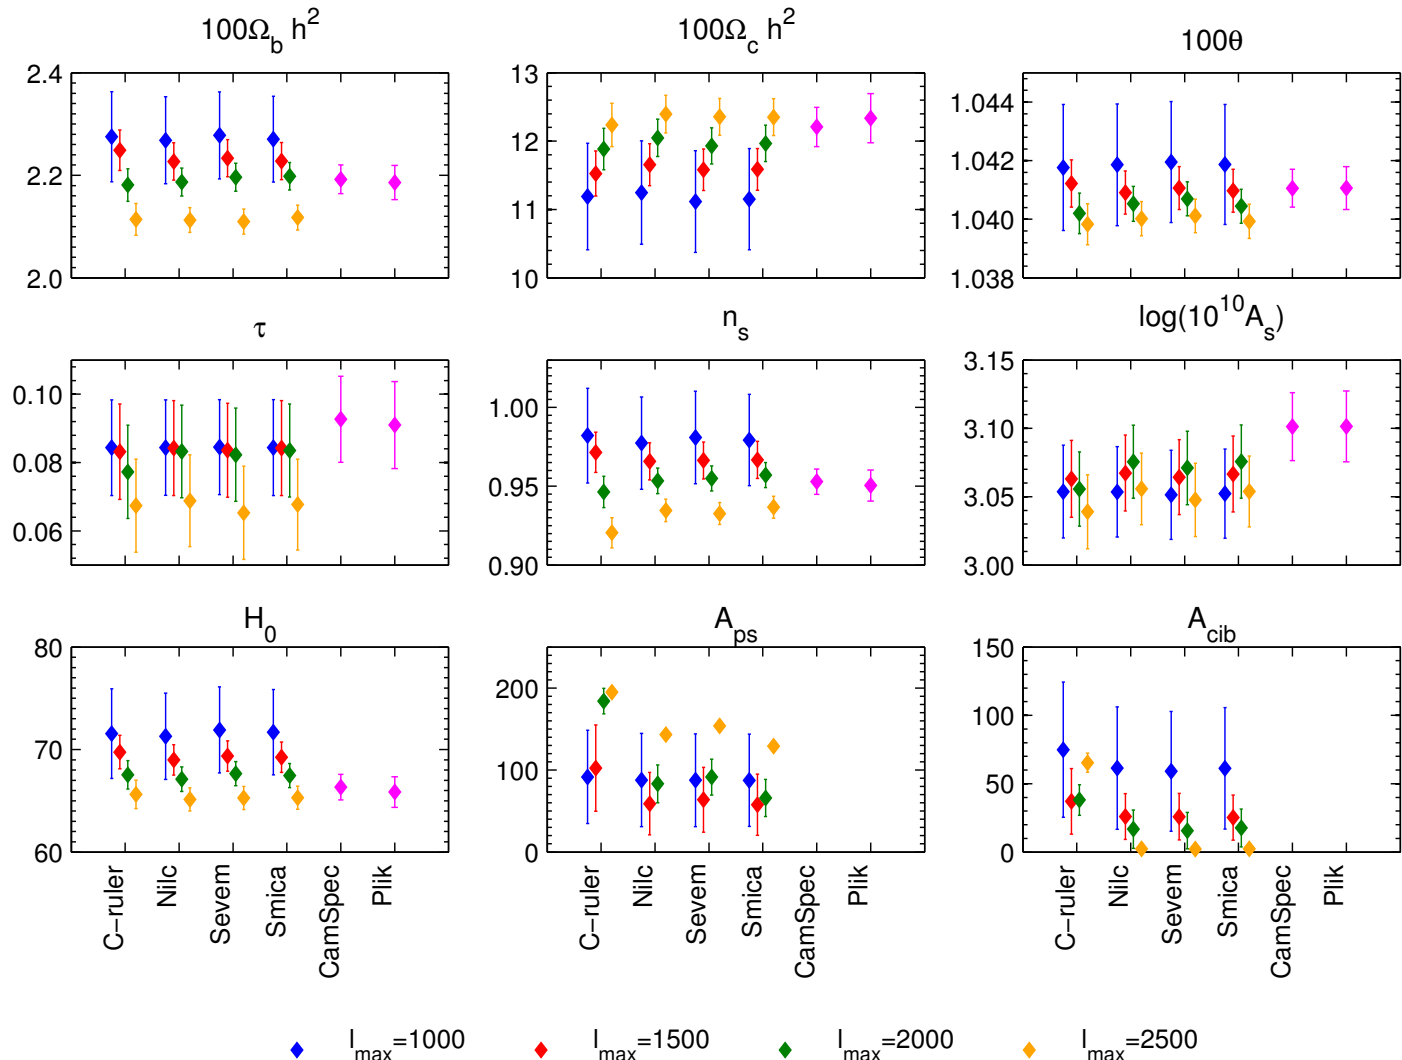 100Ω_b h^2
100Ω_c h^2
100θ
2.4
2.2
2.0
13
12
11
10
1.044
1.042
1.040
1.038
τ
n_s
log(10^10A_s)
0.10
0.08
0.06
1.00
0.95
0.90
3.15
3.10
3.05
3.00
H_0
A_ps
A_cib
80
70
60
200
100
0
150
100
50
0
C−ruler
Nilc
Sevem
Smica
CamSpec
Plik
C−ruler
Nilc
Sevem
Smica
CamSpec
Plik
C−ruler
Nilc
Sevem
Smica
CamSpec
Plik
l_max=1000 l_max=1500 l_max=2000 l_max=2500